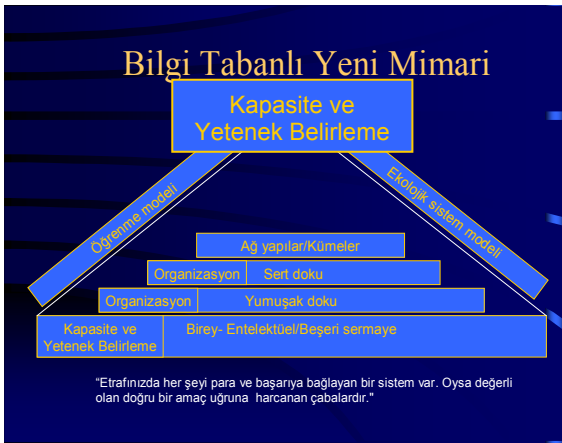 Bilgi Tabanlı Yeni Mimari
Kapasite ve
Yetenek Belirleme
Öğrenme modeli
Ekolojik sistem modeli
Ağ yapılar/Kümeler
Organizasyon Sert doku
Organizasyon Yumuşak doku
Kapasite ve
Yetenek Belirleme
Birey- Entelektüel/Beşeri sermaye
"Etrafınızda her şeyi para ve başarıya bağlayan bir sistem var. Oysa değerli
olan doğru bir amaç uğruna harcanan çabalardır."